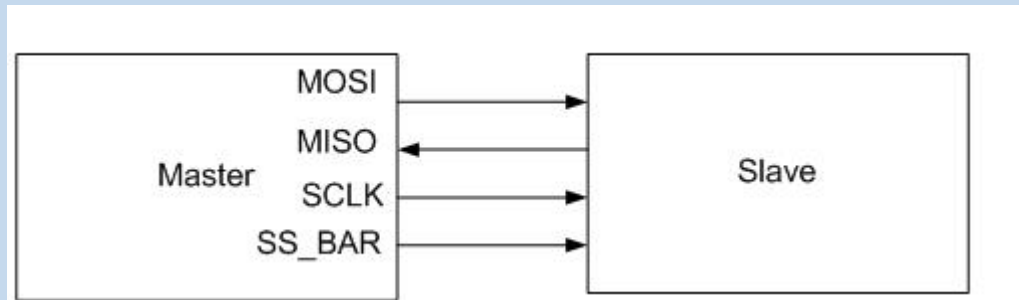 MOSI
MISO
Master
SCLK
SS_BAR
Slave